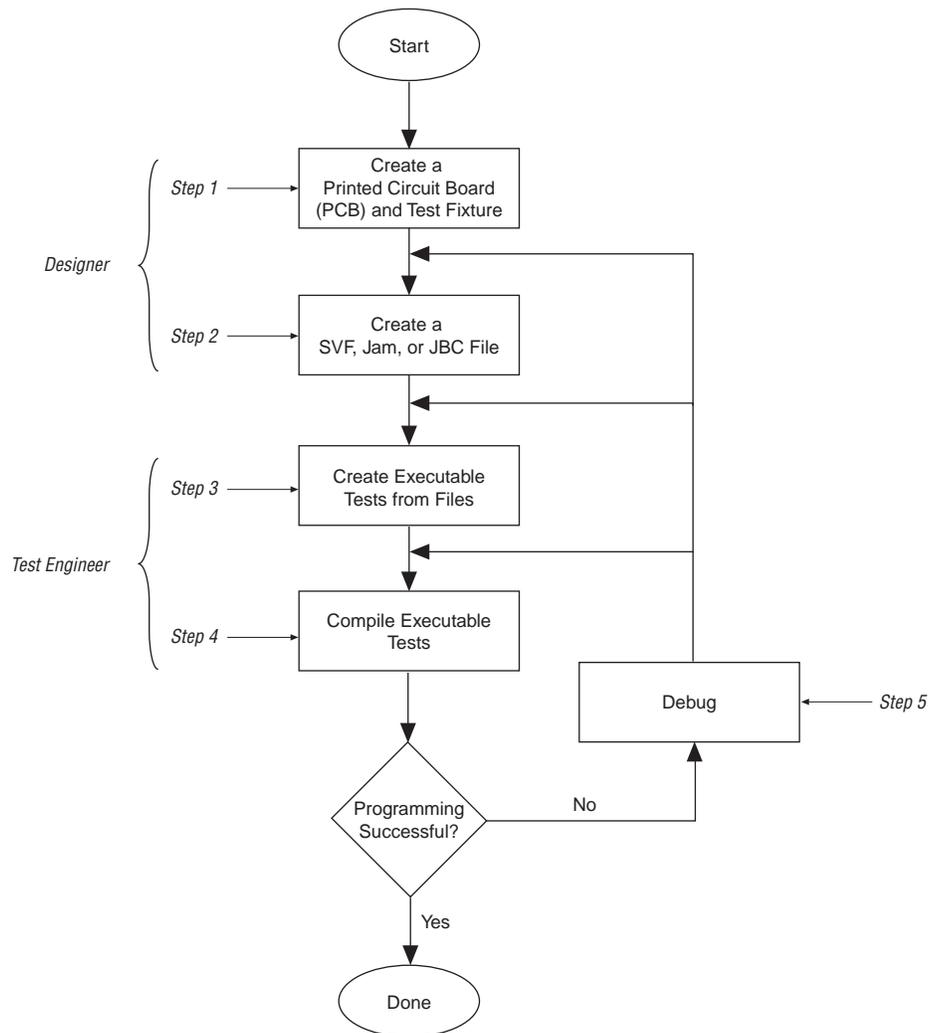 Start
Create a
Printed Circuit Board
(PCB) and Test Fixture
Step 1
Designer
Step 2
Create a
SVF, Jam, or JBC File
Step 3
Create Executable
Tests from Files
Test Engineer
Step 4
Compile Executable
Tests
Debug
Step 5
Programming
Successful?
No
Yes
Done